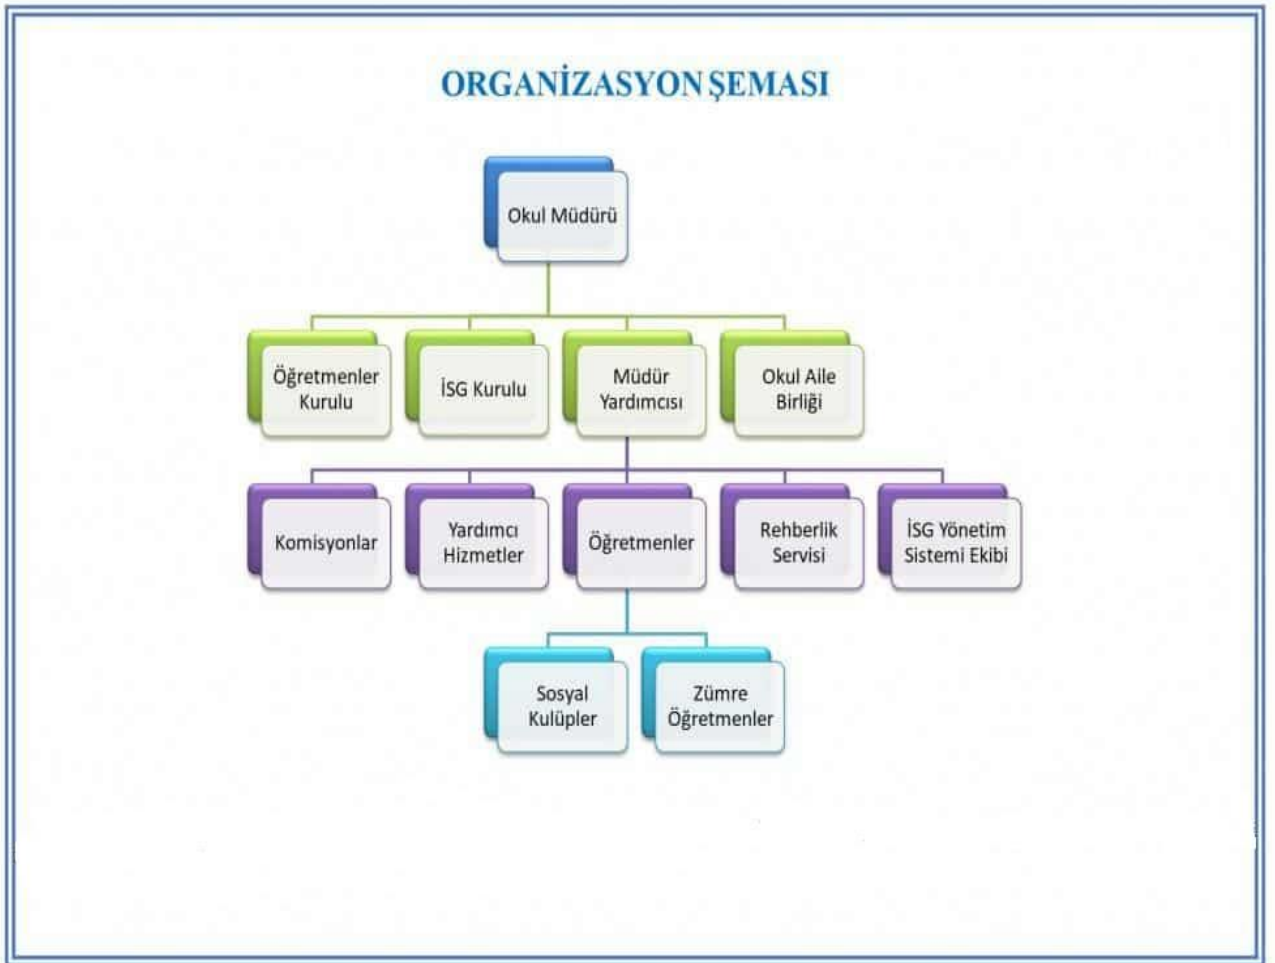 ORGANİZASYON ŞEMASI
Okul Müdürü
Öğretmenler
Kurulu
İSG Kurulu
Müdür
Yardımcısı
Okul Aile
Birliği
Komisyonlar
Yardımcı
Hizmetler
Öğretmenler
Rehberlik
Servisi
İSG Yönetim
Sistemi Ekibi
Sosyal
Kulüpler
Zümre
Öğretmenler